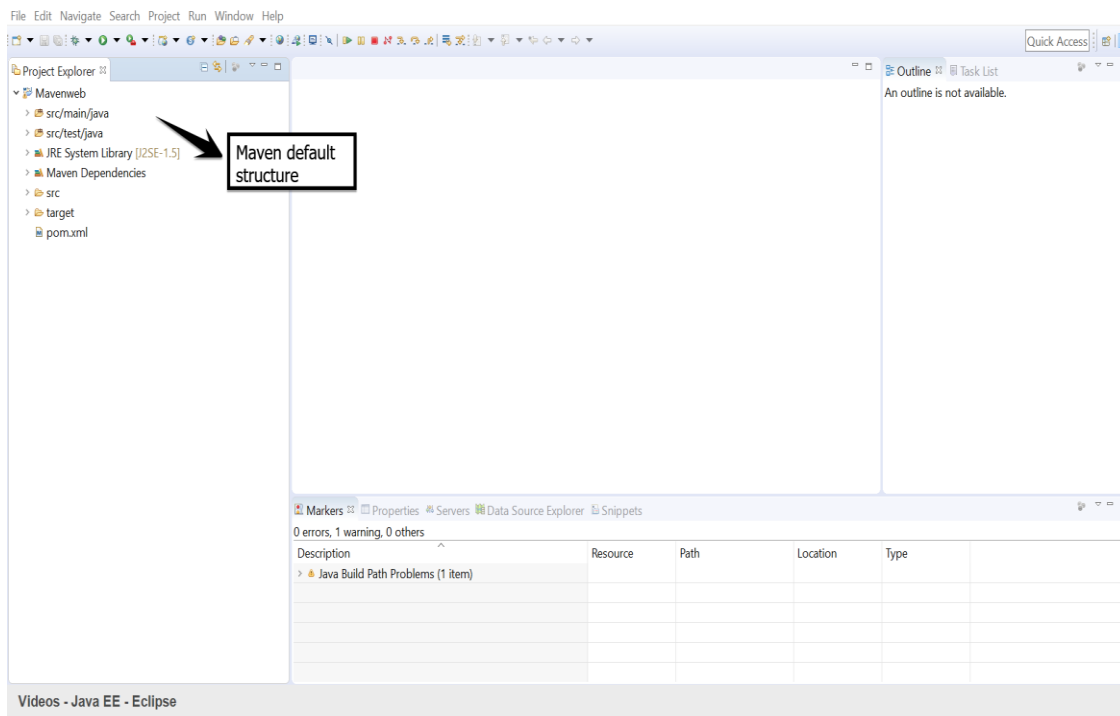 File Edit Navigate Search Project Run Window Help
Quick Access
Project Explorer
Mavenweb
src/main/java
src/test/java
JRE System Library [J2SE-1.5]
Maven Dependencies
src
target
pom.xml
Maven default
structure
Outline Task List
An outline is not available.
Markers Properties Servers Data Source Explorer Snippets
0 errors, 1 warning, 0 others
Description Resource Path Location Type
Java Build Path Problems (1 item)
Videos - Java EE - Eclipse